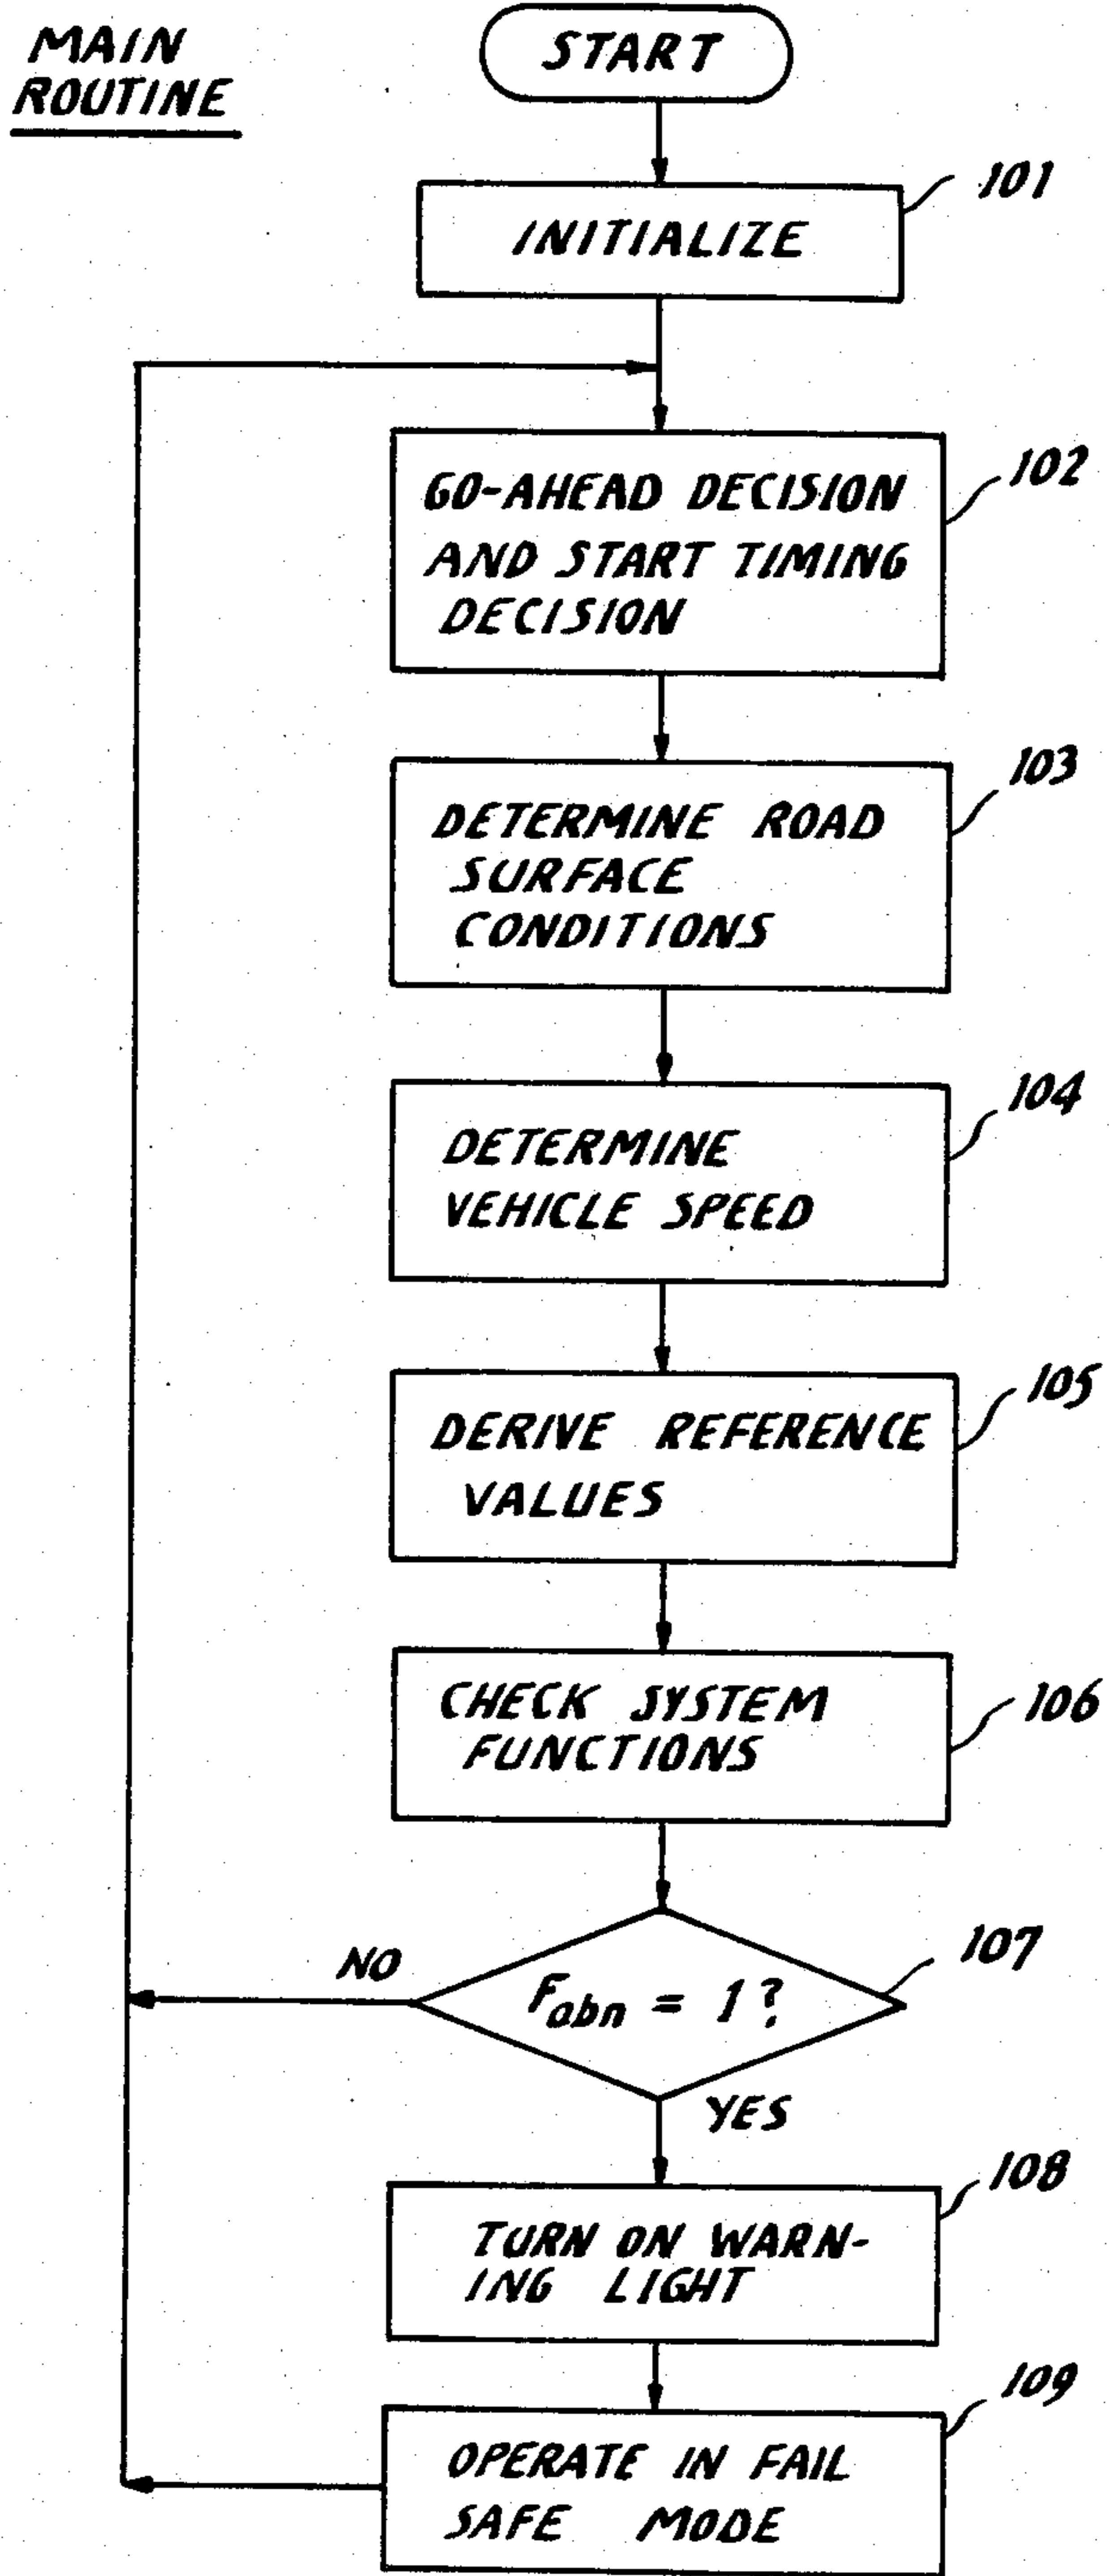 MAIN
ROUTINE
START
101
INITIALIZE
102
GO-AHEAD DECISION
AND START TIMING
DECISION
103
DETERMINE ROAD
SURFACE
CONDITIONS
104
DETERMINE
VEHICLE SPEED
105
DERIVE REFERENCE
VALUES
106
CHECK SYSTEM
FUNCTIONS
107
NO
Fabn = 1?
YES
108
TURN ON WARN-
ING LIGHT
109
OPERATE IN FAIL
SAFE MODE